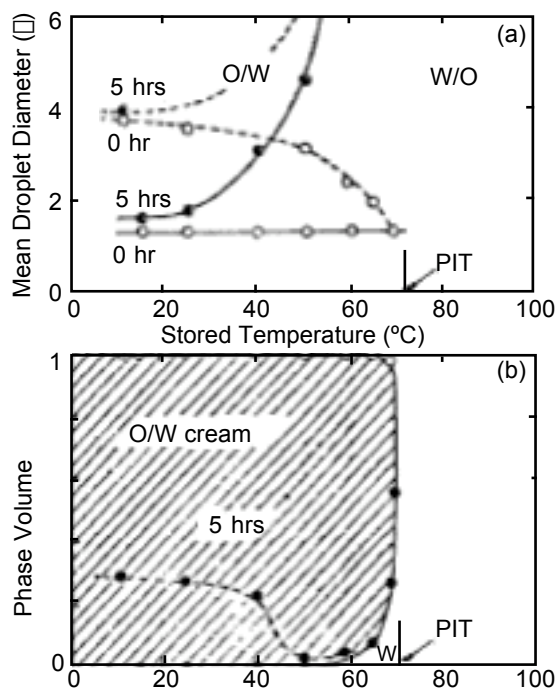 Mean Droplet Diameter (▯)
6
4
2
0
(a)
O/W
W/O
5 hrs
0 hr
5 hrs
0 hr
PIT
0 20 40 60 80 100
Stored Temperature (ºC)
Phase Volume
1
0
(b)
O/W cream
5 hrs
W
PIT
0 20 40 60 80 100